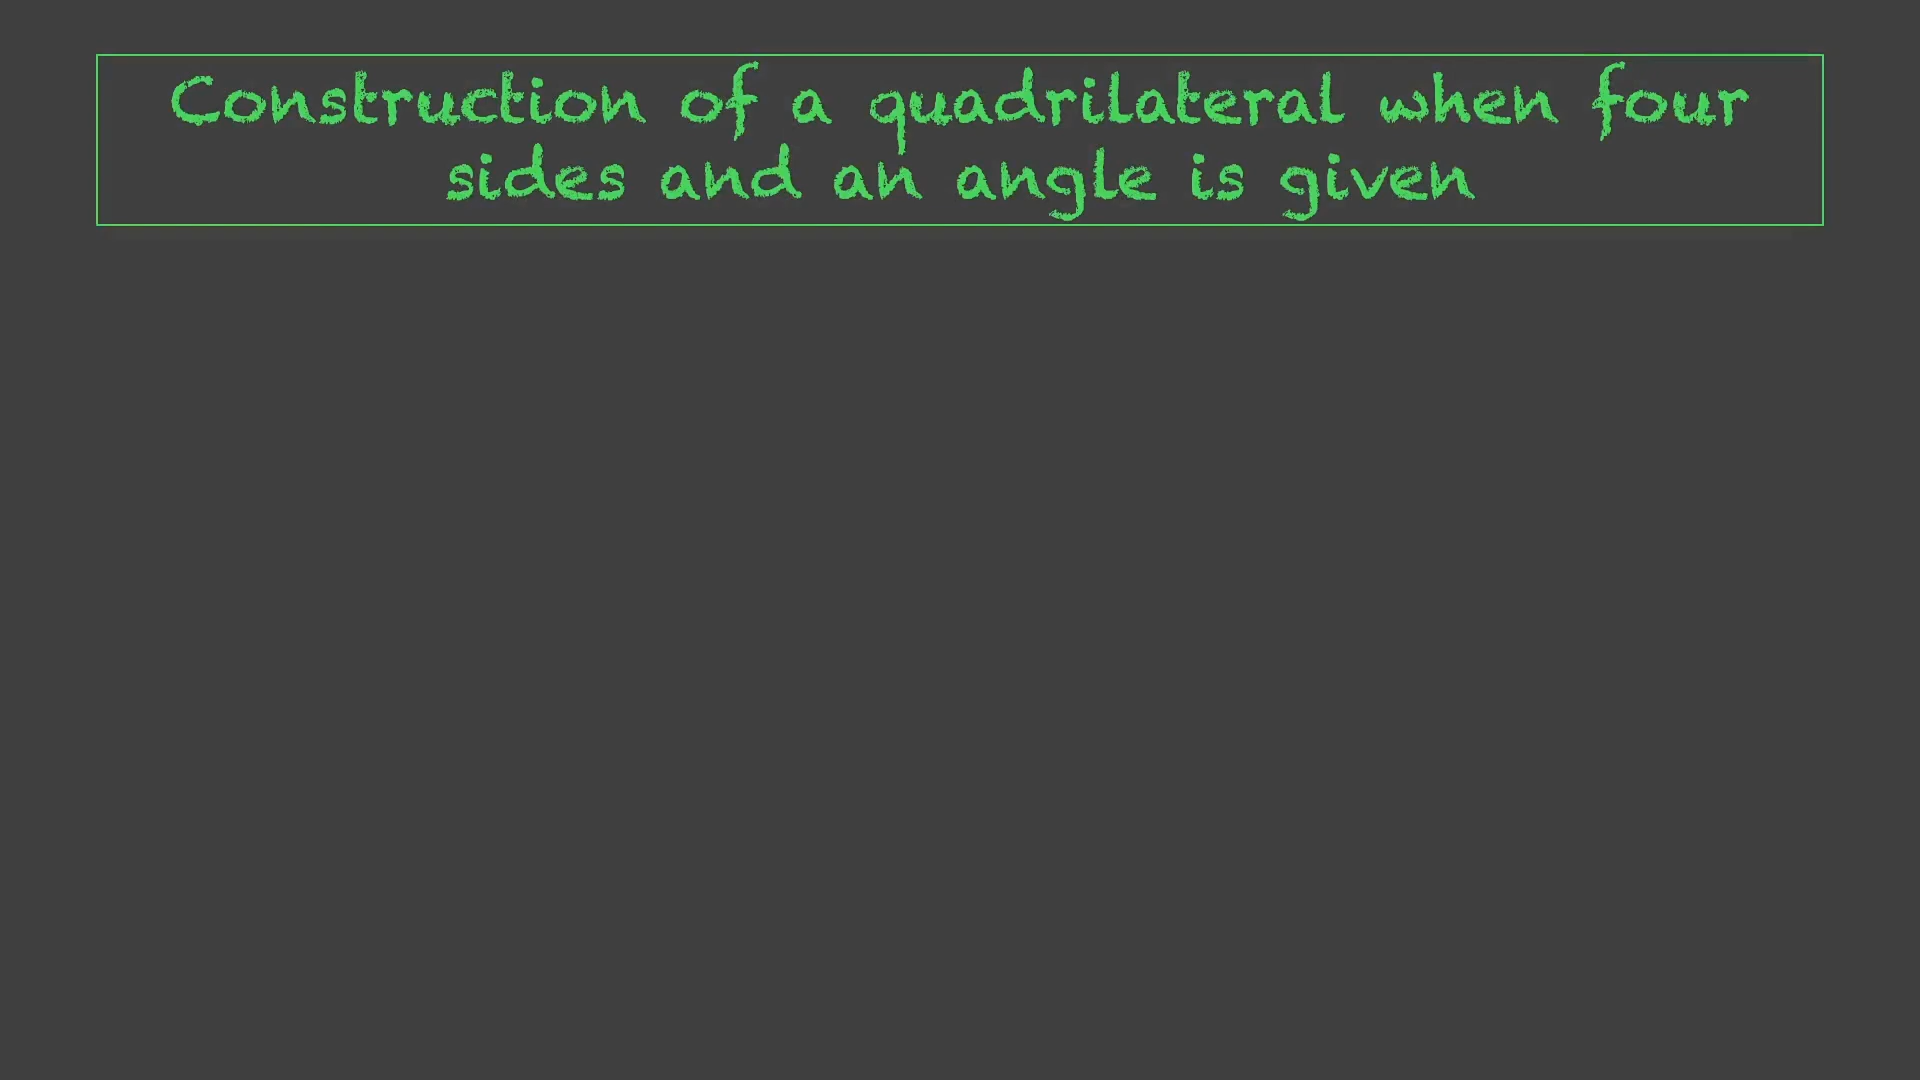 Construction of a quadrilateral when four
sides and an angle is given